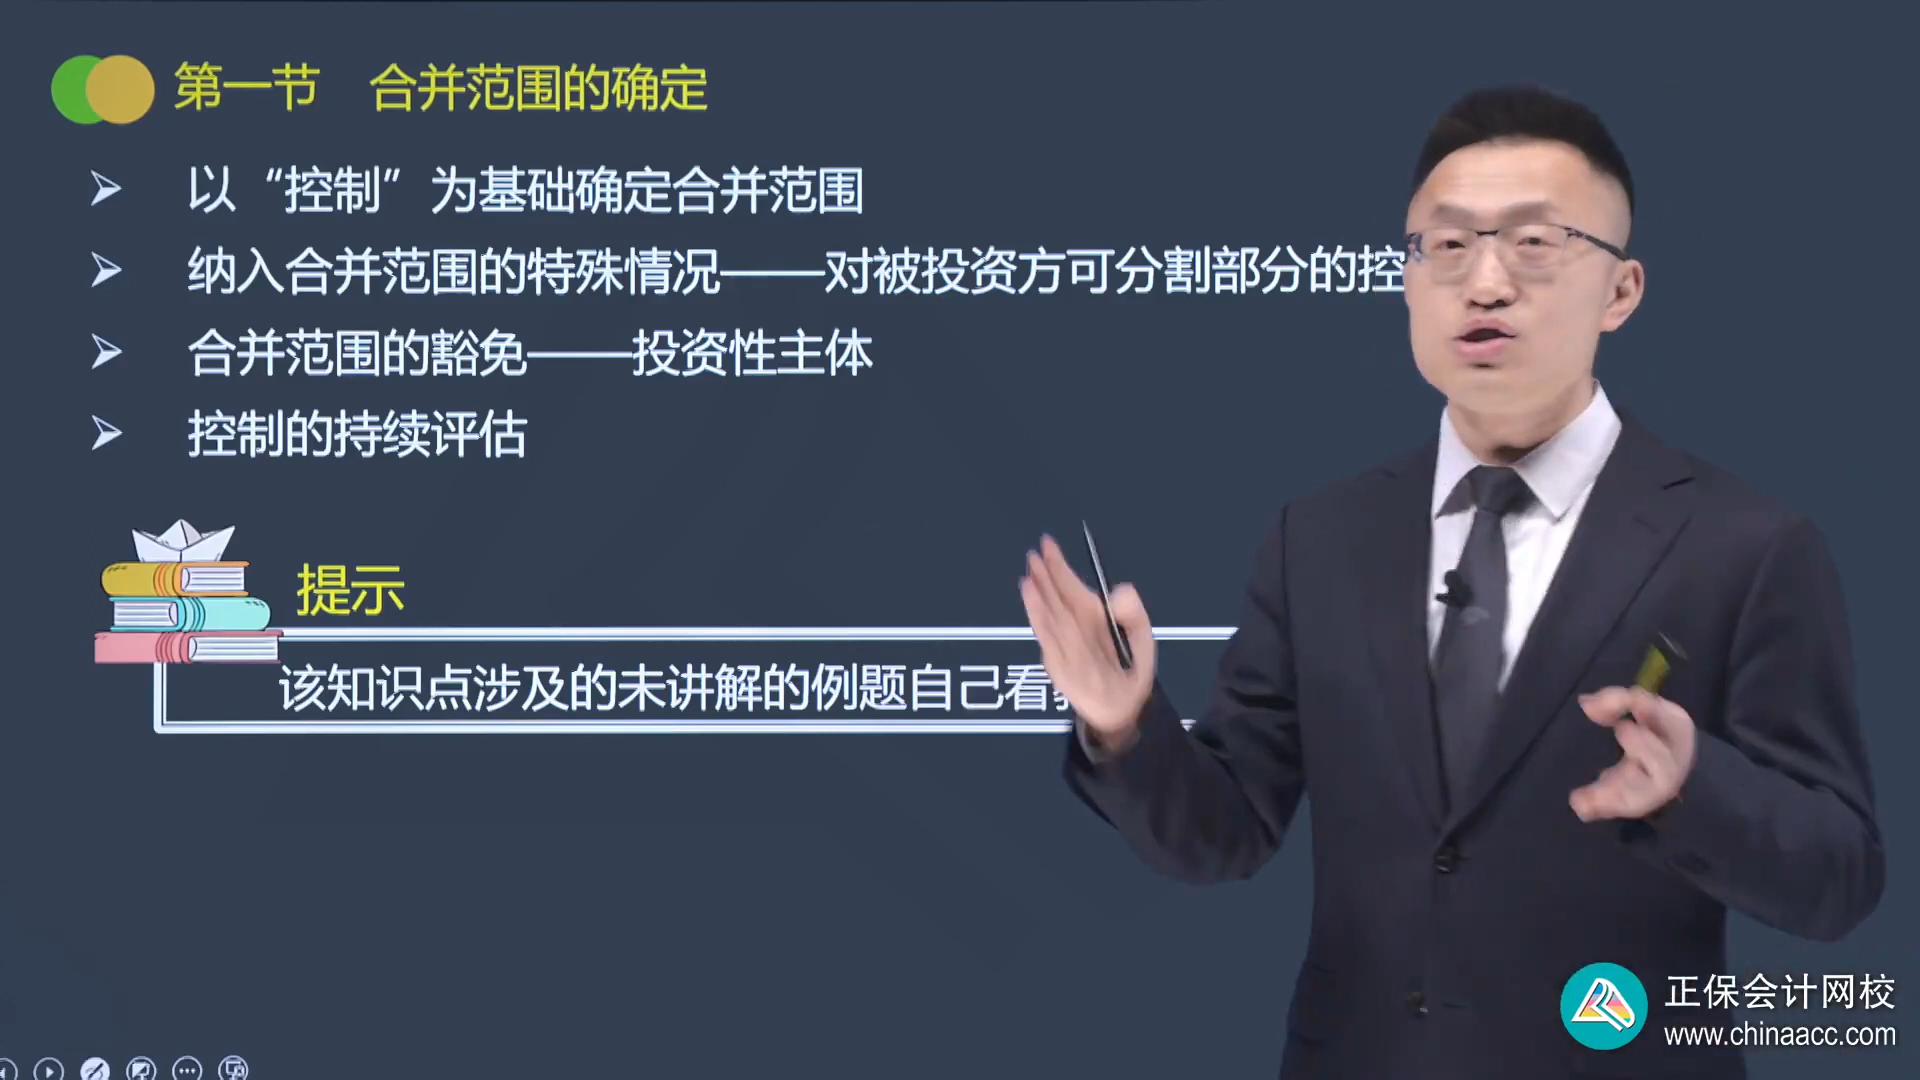 第一节 合并范围的确定
以“控制”为基础确定合并范围
纳入合并范围的特殊情况——对被投资方可分割部分的控
合并范围的豁免——投资性主体
控制的持续评估
提示
该知识点涉及的未讲解的例题自己看
正保会计网校
www.chinaacc.com